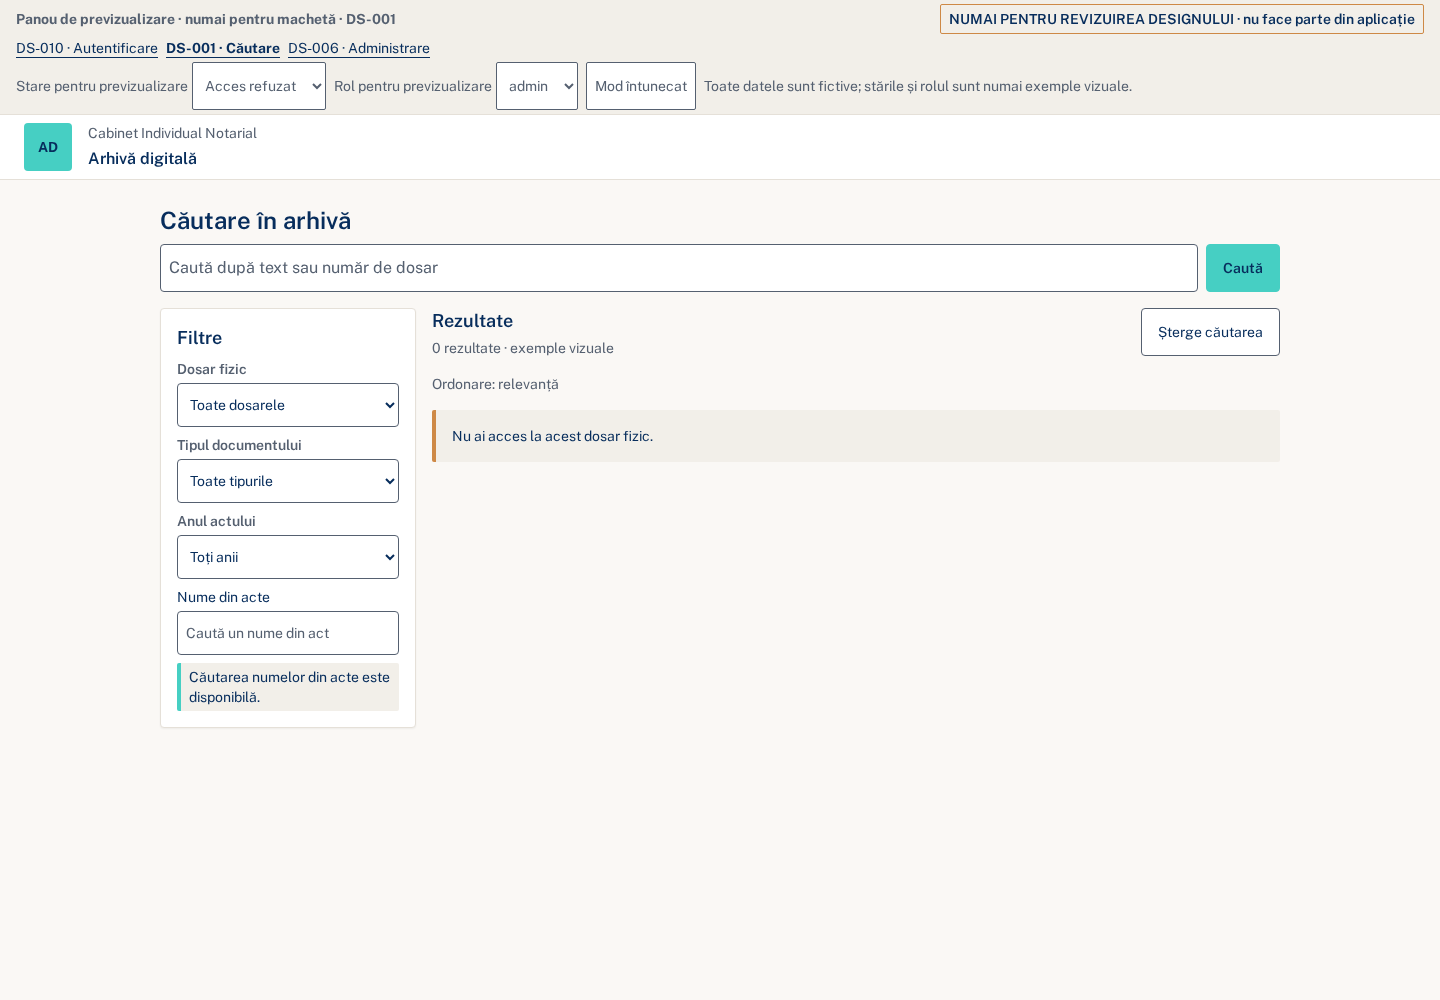 Panou de previzualizare · numai pentru machetă · DS-001
NUMAI PENTRU REVIZUIREA DESIGNULUI · nu face parte din aplicație
DS-010 · Autentificare DS-001 · Căutare DS-006 · Administrare
Stare pentru previzualizare Acces refuzat Rol pentru previzualizare admin Mod întunecat Toate datele sunt fictive; stările și rolul sunt numai exemple vizuale.
AD
Cabinet Individual Notarial
Arhivă digitală
Căutare în arhivă
Caută după text sau număr de dosar
Caută
Filtre
Dosar fizic
Toate dosarele
Tipul documentului
Toate tipurile
Anul actului
Toți anii
Nume din acte
Caută un nume din act
Căutarea numelor din acte este
disponibilă.
Rezultate
0 rezultate · exemple vizuale
Șterge căutarea
Ordonare: relevanță
Nu ai acces la acest dosar fizic.